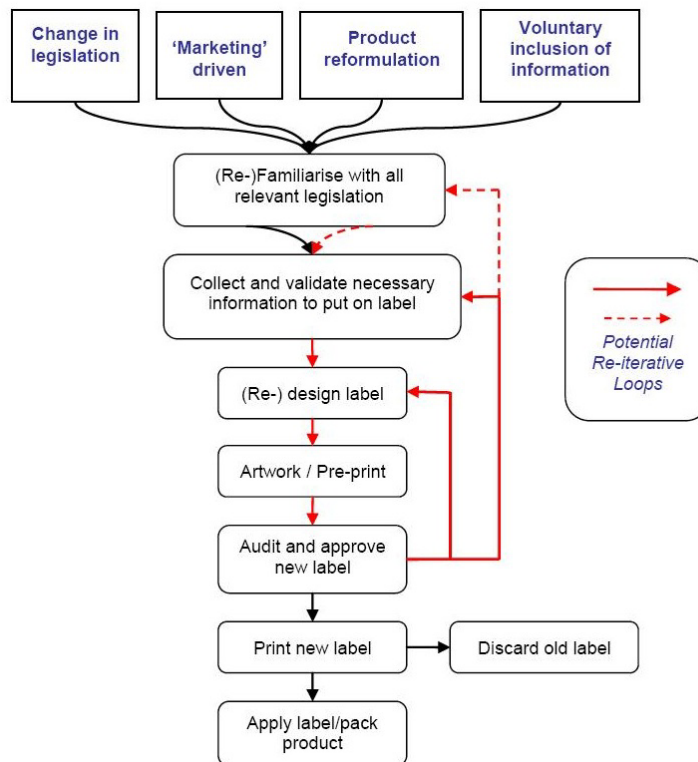 Change in
legislation
‘Marketing’
driven
Product
reformulation
Voluntary
inclusion of
information
(Re-)Familiarise with all
relevant legislation
Collect and validate necessary
information to put on label
(Re-) design label
Artwork / Pre-print
Audit and approve
new label
Print new label
Discard old label
Apply label/pack
product
Potential
Re-iterative
Loops